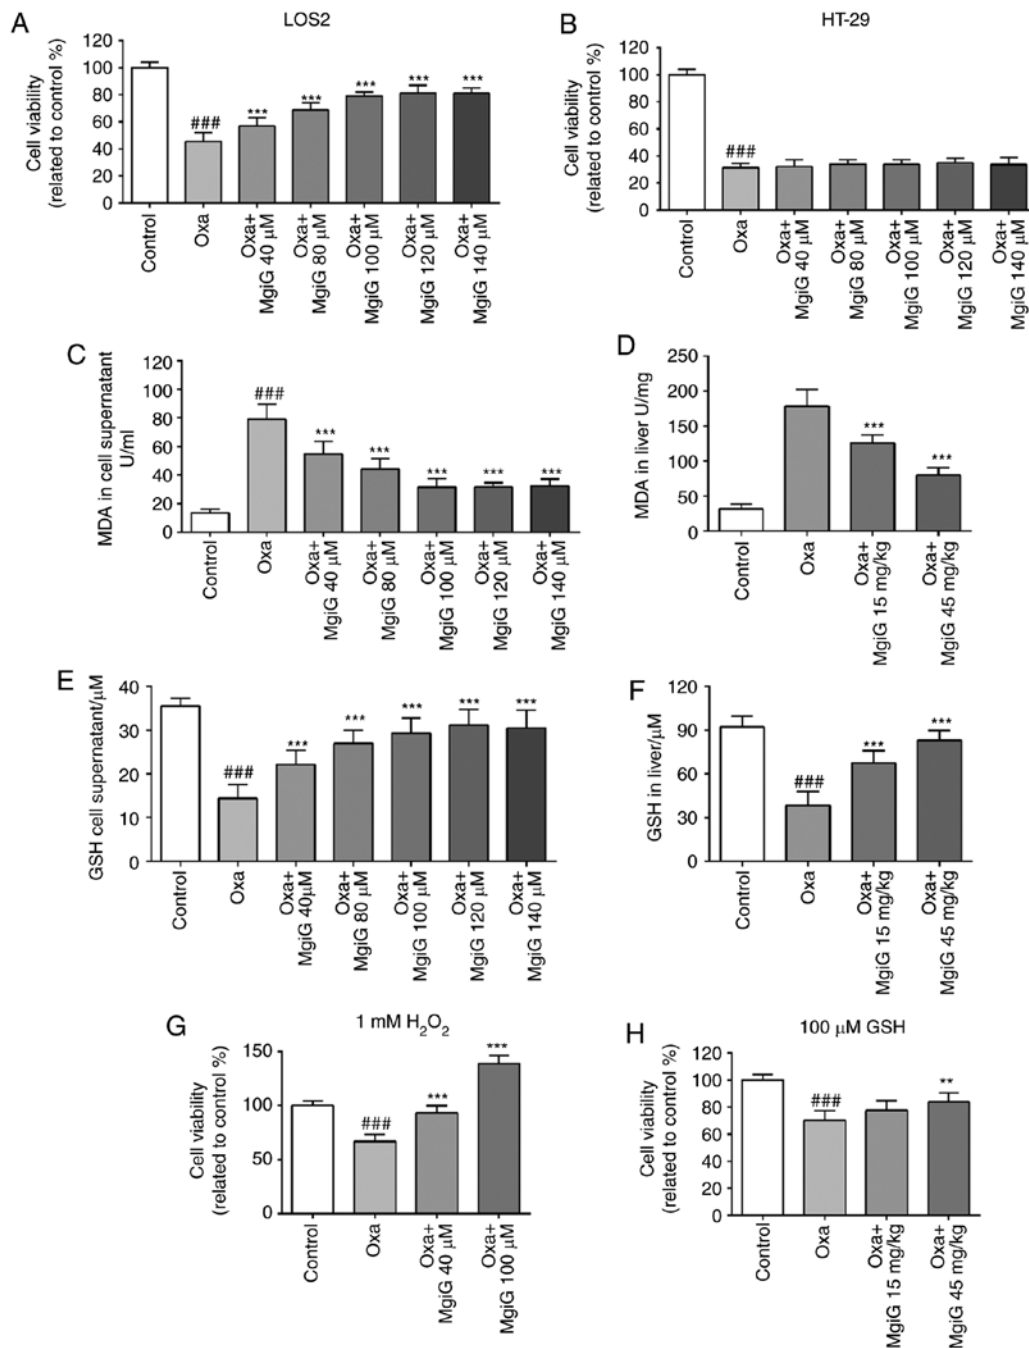 A
LOS2
Cell viability
(related to control %)
120
100
80
60
40
20
0
###
***
***
***
***
***
Control
Oxa
Oxa+
MgiG 40 µM
Oxa+
MgiG 80 µM
Oxa+
MgiG 100 µM
Oxa+
MgiG 120 µM
Oxa+
MgiG 140 µM
B
HT-29
Cell viability
(related to control %)
120
100
80
60
40
20
0
###
Control
Oxa
Oxa+
MgiG 40 µM
Oxa+
MgiG 80 µM
Oxa+
MgiG 100 µM
Oxa+
MgiG 120 µM
Oxa+
MgiG 140 µM
C
MDA in cell supernatant
U/ml
120
100
80
60
40
20
0
###
***
***
***
***
***
Control
Oxa
Oxa+
MgiG 40 µM
Oxa+
MgiG 80 µM
Oxa+
MgiG 100 µM
Oxa+
MgiG 120 µM
Oxa+
MgiG 140 µM
D
MDA in liver U/mg
250
200
150
100
50
0
***
***
Control
Oxa
Oxa+
MgiG 15 mg/kg
Oxa+
MgiG 45 mg/kg
E
GSH cell supernatant/µM
40
30
20
10
0
###
***
***
***
***
***
Control
Oxa
Oxa+
MgiG 40µM
Oxa+
MgiG 80 µM
Oxa+
MgiG 100 µM
Oxa+
MgiG 120 µM
Oxa+
MgiG 140 µM
F
GSH in liver/µM
120
90
60
30
0
###
***
***
Control
Oxa
Oxa+
MgiG 15 mg/kg
Oxa+
MgiG 45 mg/kg
G
1 mM H₂O₂
Cell viability
(related to control %)
150
100
50
0
###
***
***
Control
Oxa
Oxa+
MgiG 40 µM
Oxa+
MgiG 100 µM
H
100 µM GSH
Cell viability
(related to control %)
120
100
80
60
40
20
0
###
**
Control
Oxa
Oxa+
MgiG 15 mg/kg
Oxa+
MgiG 45 mg/kg